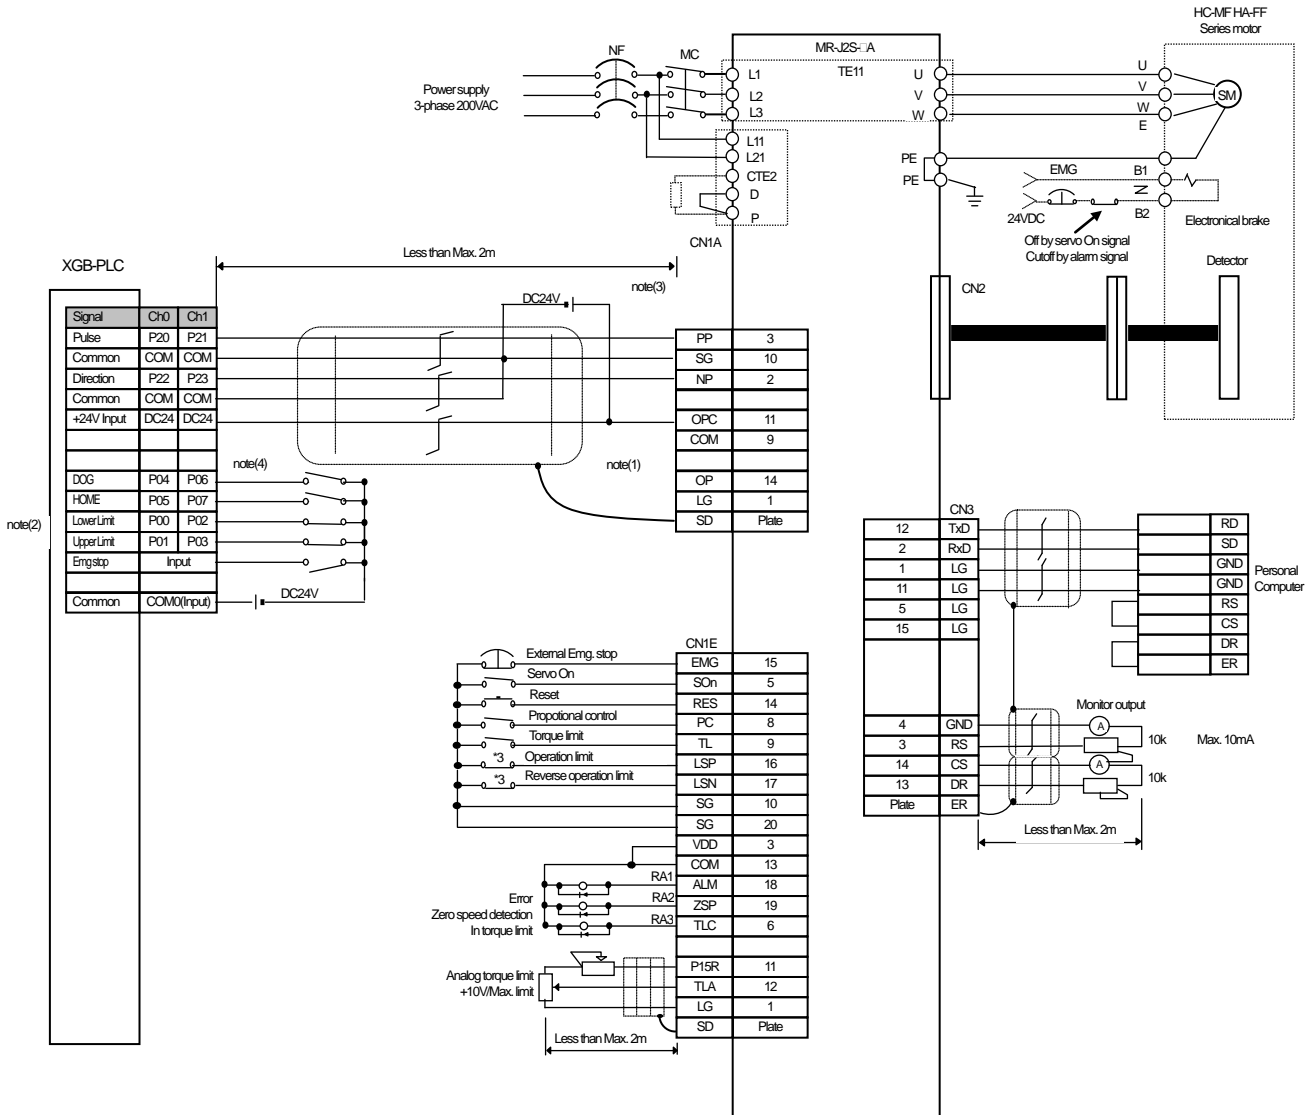 HC-MF HA-FF
Series motor
MR-J2S-□A
TE11
NF
MC
Power supply
3-phase 200VAC
L1
L2
L3
L11
L21
CTE2
D
P
U
V
W
PE
PE
U
V
W
E
SM
EMG
B1
Z
B2
24VDC
Electronical brake
Off by servo On signal
Cutoff by alarm signal
Detector
CN2
CN1A
Less than Max. 2m
note(3)
DC24V
XGB-PLC
Signal Ch0 Ch1
Pulse P20 P21
Common COM COM
Direction P22 P23
Common COM COM
+24V Input DC24 DC24
DOG P04 P06
HOME P05 P07
Lower Limit P00 P02
Upper Limit P01 P03
Emg stop Input
Common COM0(Input)
note(4)
note(1)
note(2)
DC24V
PP 3
SG 10
NP 2
OPC 11
COM 9
OP 14
LG 1
SD Plate
CN3
12 TxD
2 RxD
1 LG
11 LG
5 LG
15 LG
4 GND
3 RS
14 CS
13 DR
Plate ER
RD
SD
GND
GND
RS
CS
DR
ER
Personal
Computer
Monitor output
A
10k
A
10k
Max. 10mA
Less than Max. 2m
CN1E
External Emg. stop
Servo On
Reset
Propotional control
Torque limit
*3 Operation limit
*3 Reverse operation limit
EMG 15
SOn 5
RES 14
PC 8
TL 9
LSP 16
LSN 17
SG 10
SG 20
VDD 3
COM 13
ALM 18
ZSP 19
TLC 6
P15R 11
TLA 12
LG 1
SD Plate
RA1
RA2
RA3
Error
Zero speed detection
In torque limit
Analog torque limit
+10V/Max. limit
Less than Max. 2m